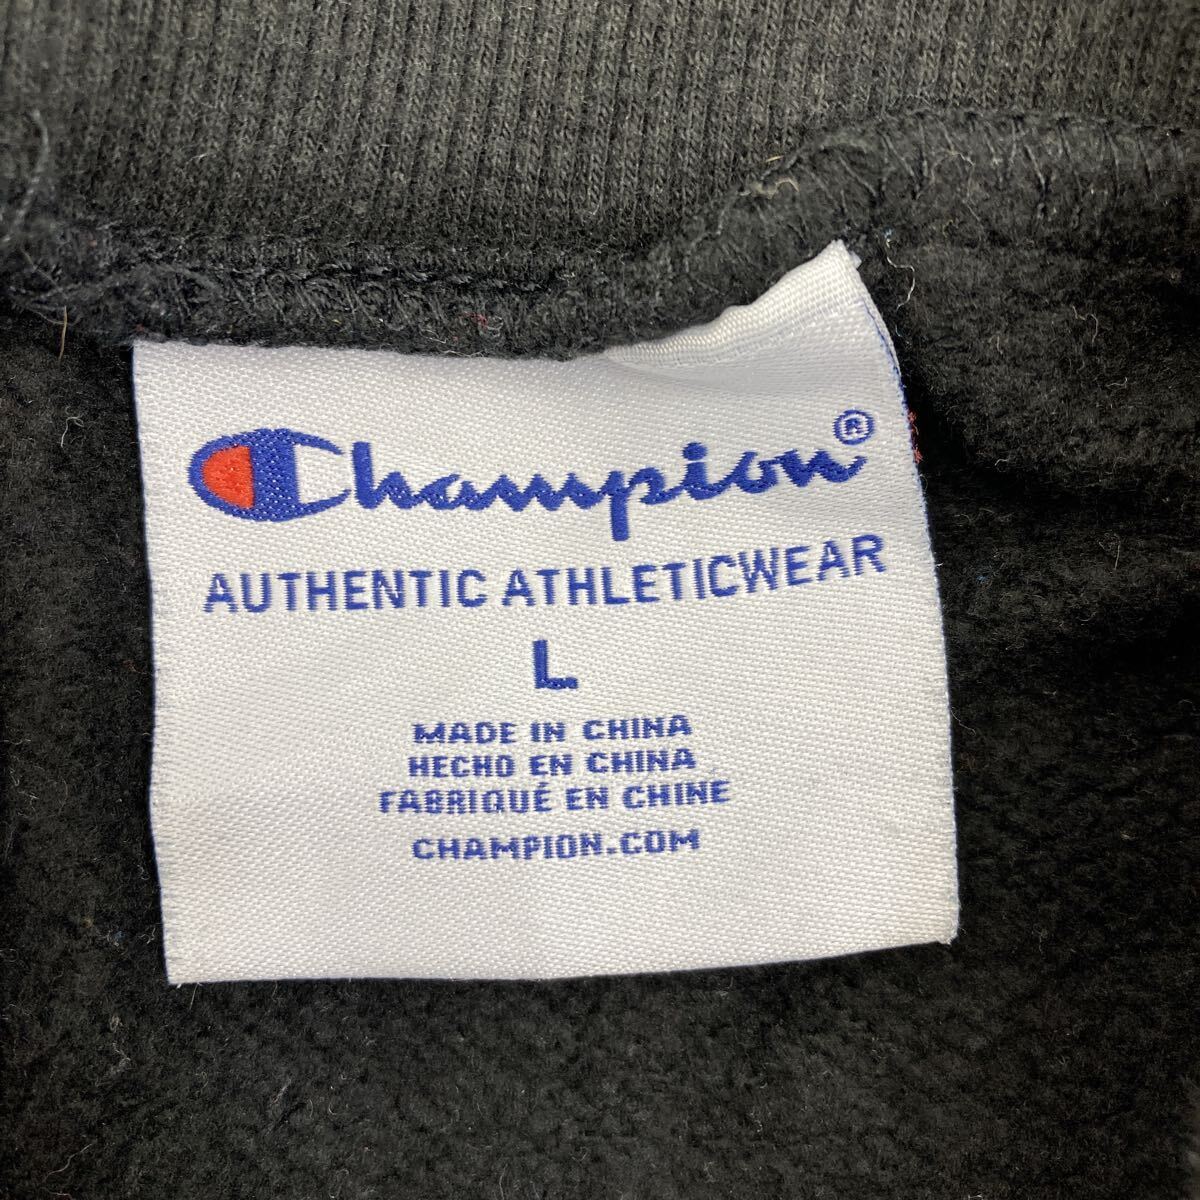 Champion®
AUTHENTIC ATHLETICWEAR
L
MADE IN CHINA
HECHO EN CHINA
FABRIQUÉ EN CHINE
CHAMPION.COM